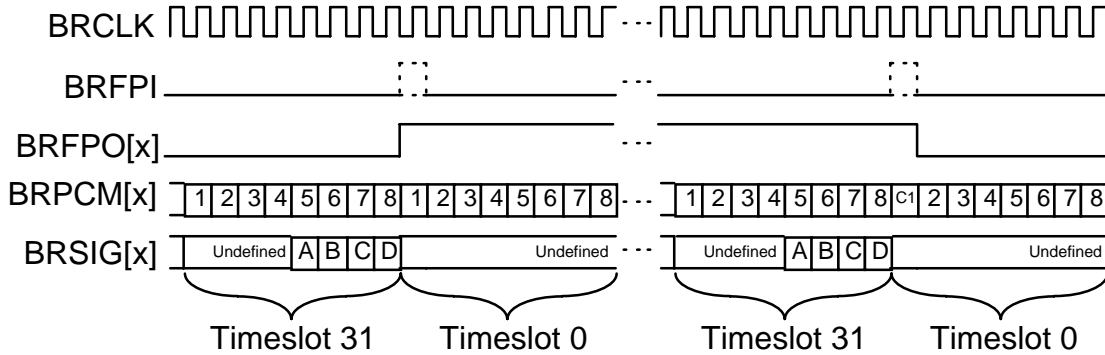 BRCLK
BRFPI
BRFPO[x]
BRPCM[x] 1 2 3 4 5 6 7 8 1 2 3 4 5 6 7 8 1 2 3 4 5 6 7 8 C1 2 3 4 5 6 7 8
BRSIG[x] Undefined A B C D Undefined Undefined A B C D Undefined
Timeslot 31 Timeslot 0 Timeslot 31 Timeslot 0